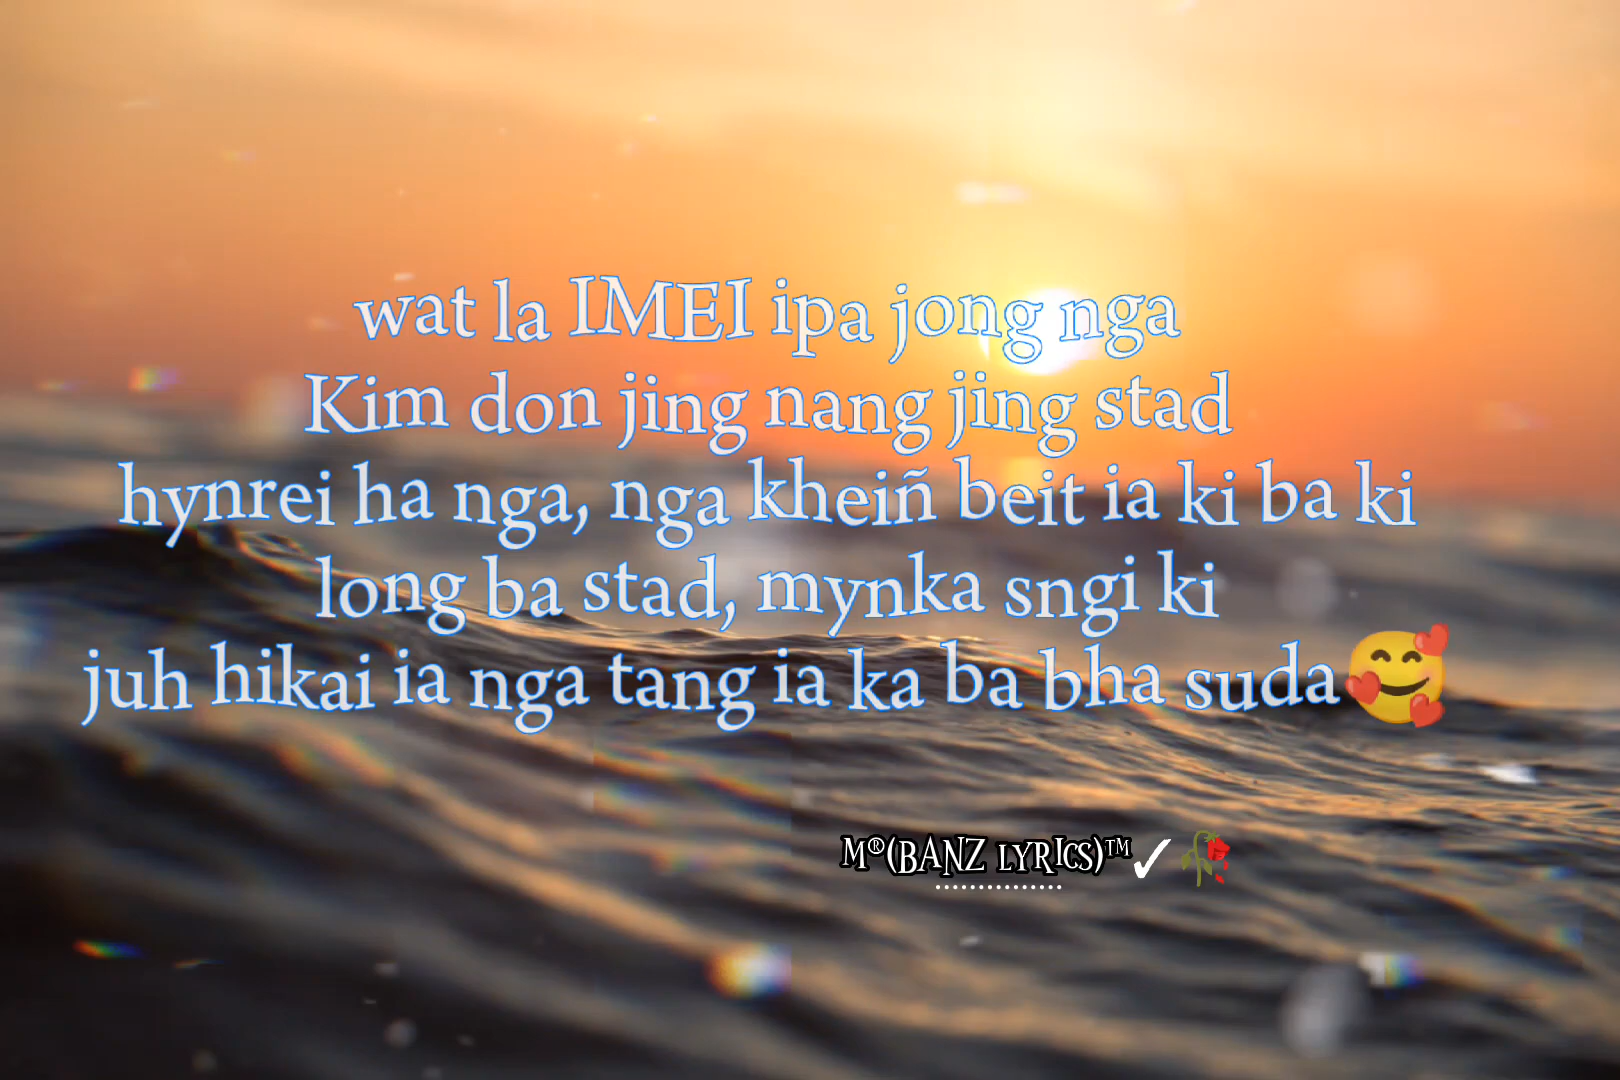 wat la IMEI ipa jong nga
Kim don jing nang jing stad
hynrei ha nga, nga kheiñ beit ia ki ba ki
long ba stad, mynka sngi ki
juh hikai ia nga tang ia ka ba bha suda🥰
M®(BANZ LYRICS)™✓🥀